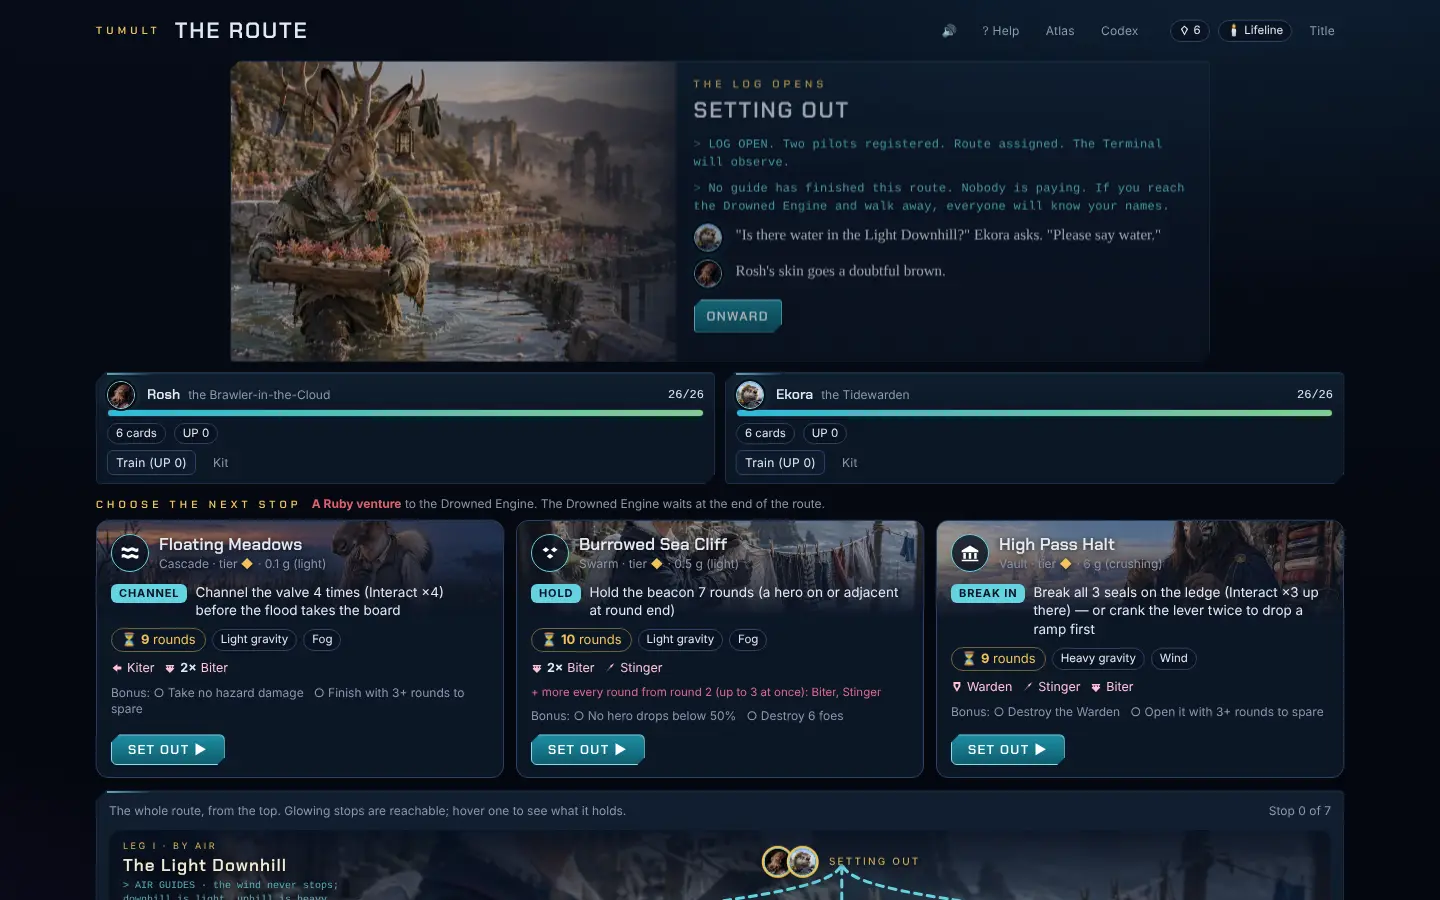 TUMULT THE ROUTE
? Help Atlas Codex 6 Lifeline Title
THE LOG OPENS
SETTING OUT
> LOG OPEN. Two pilots registered. Route assigned. The Terminal
will observe.
> No guide has finished this route. Nobody is paying. If you reach
the Drowned Engine and walk away, everyone will know your names.
"Is there water in the Light Downhill?" Ekora asks. "Please say water."
Rosh's skin goes a doubtful brown.
ONWARD
Rosh the Brawler-in-the-Cloud 26/26
6 cards UP 0
Train (UP 0) Kit
Ekora the Tidewarden 26/26
6 cards UP 0
Train (UP 0) Kit
CHOOSE THE NEXT STOP A Ruby venture to the Drowned Engine. The Drowned Engine waits at the end of the route.
Floating Meadows
Cascade · tier 🔶 · 0.1 g (light)
CHANNEL Channel the valve 4 times (Interact ×4)
before the flood takes the board
⏳ 9 rounds Light gravity Fog
Kiter 2× Biter
Bonus: ○ Take no hazard damage ○ Finish with 3+ rounds to
spare
SET OUT ▶
Burrowed Sea Cliff
Swarm · tier 🔶 · 0.5 g (light)
HOLD Hold the beacon 7 rounds (a hero on or adjacent
at round end)
⏳ 10 rounds Light gravity Fog
2× Biter Stinger
+ more every round from round 2 (up to 3 at once): Biter, Stinger
Bonus: ○ No hero drops below 50% ○ Destroy 6 foes
SET OUT ▶
High Pass Halt
Vault · tier 🔶 · 6 g (crushing)
BREAK IN Break all 3 seals on the ledge (Interact ×3 up
there) — or crank the lever twice to drop a
ramp first
⏳ 9 rounds Heavy gravity Wind
Warden Stinger Biter
Bonus: ○ Destroy the Warden ○ Open it with 3+ rounds to spare
SET OUT ▶
The whole route, from the top. Glowing stops are reachable; hover one to see what it holds. Stop 0 of 7
LEG I · BY AIR
The Light Downhill
SETTING OUT
> AIR GUIDES · the wind never stops;
downhill is light, uphill is heavy